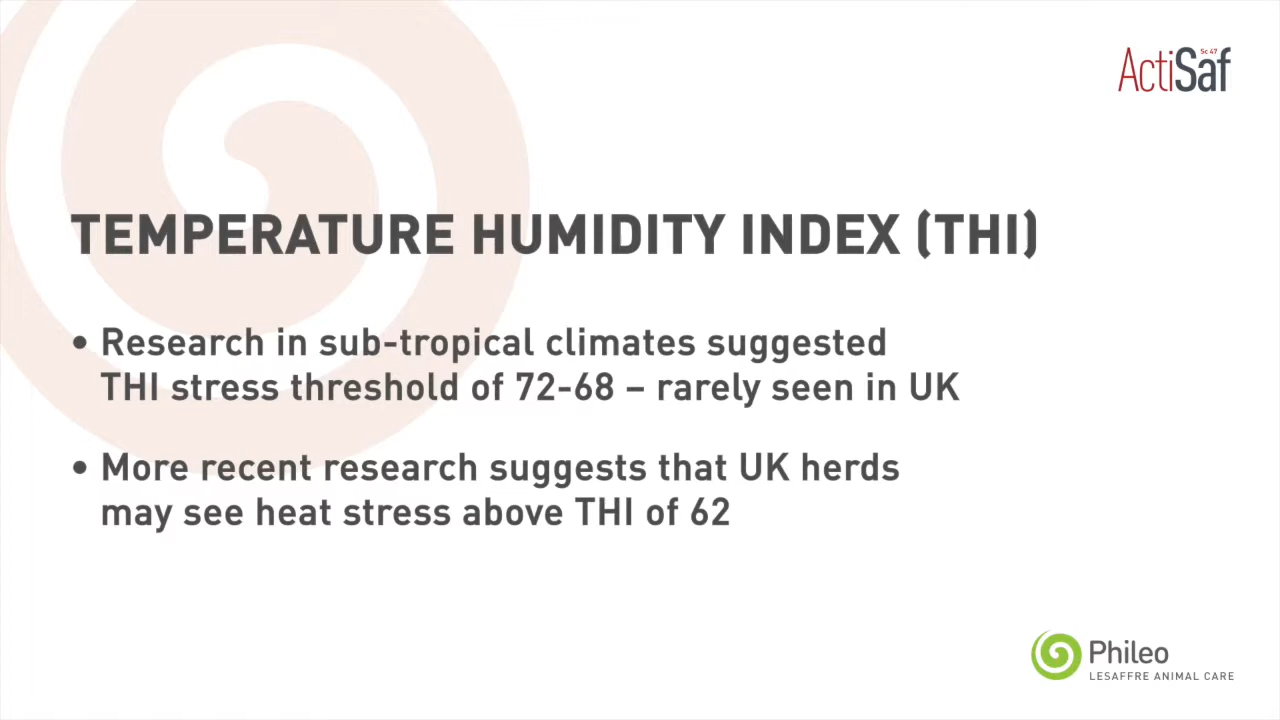 ActiSaf Sc 47
TEMPERATURE HUMIDITY INDEX (THI)
• Research in sub-tropical climates suggested
THI stress threshold of 72-68 – rarely seen in UK
• More recent research suggests that UK herds
may see heat stress above THI of 62
Phileo
LESAFFRE ANIMAL CARE